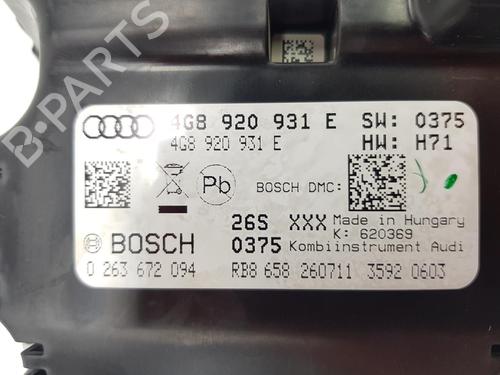 4G8 920 931 E SW: 0375
4G8 920 931 E HW: H71
Pb BOSCH DMC:
26S XXX Made in Hungary
K: 620369
BOSCH 0375 Kombiinstrument Audi
0 263 672 094 RB8 658 260711 3592 0603
B-PARTS